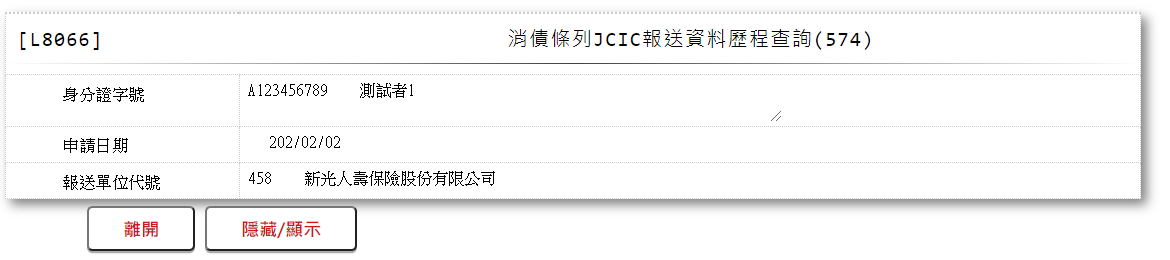 [L8066] 消債條列JCIC報送資料歷程查詢(574)
身分證字號 A123456789 測試者1
申請日期 202/02/02
報送單位代號 458 新光人壽保險股份有限公司
離開 隱藏/顯示